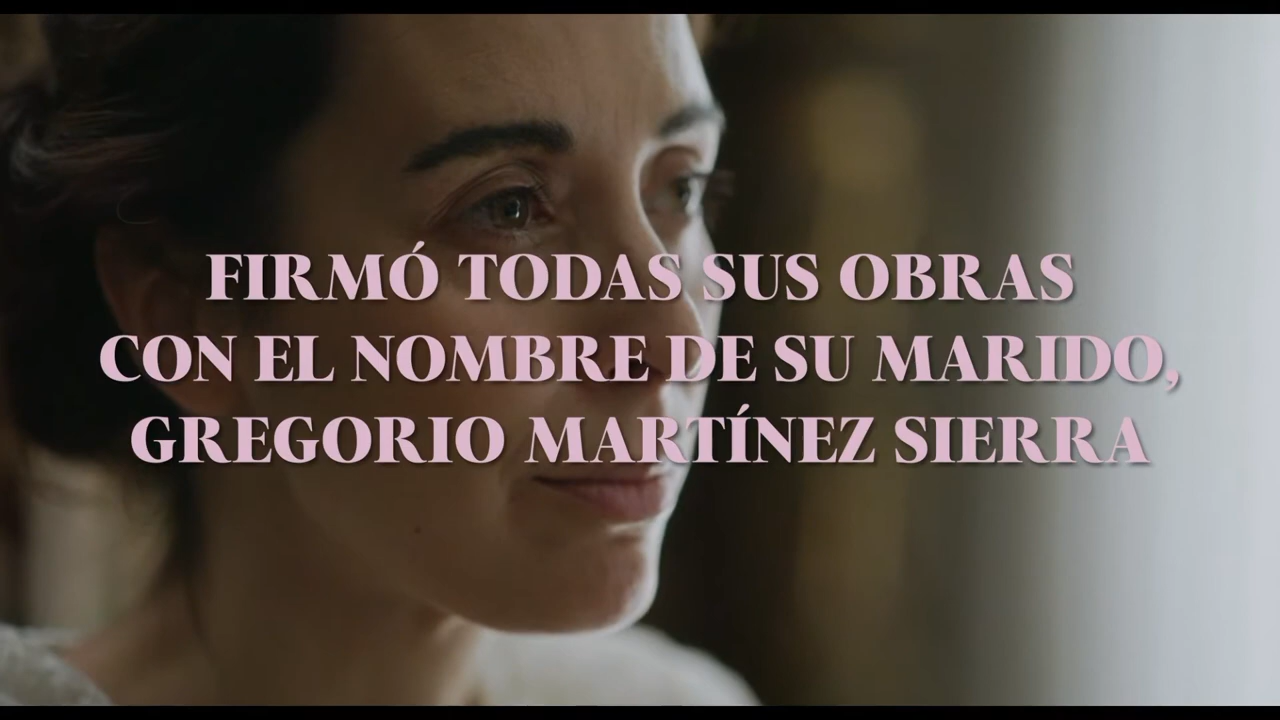 FIRMÓ TODAS SUS OBRAS
CON EL NOMBRE DE SU MARIDO,
GREGORIO MARTÍNEZ SIERRA